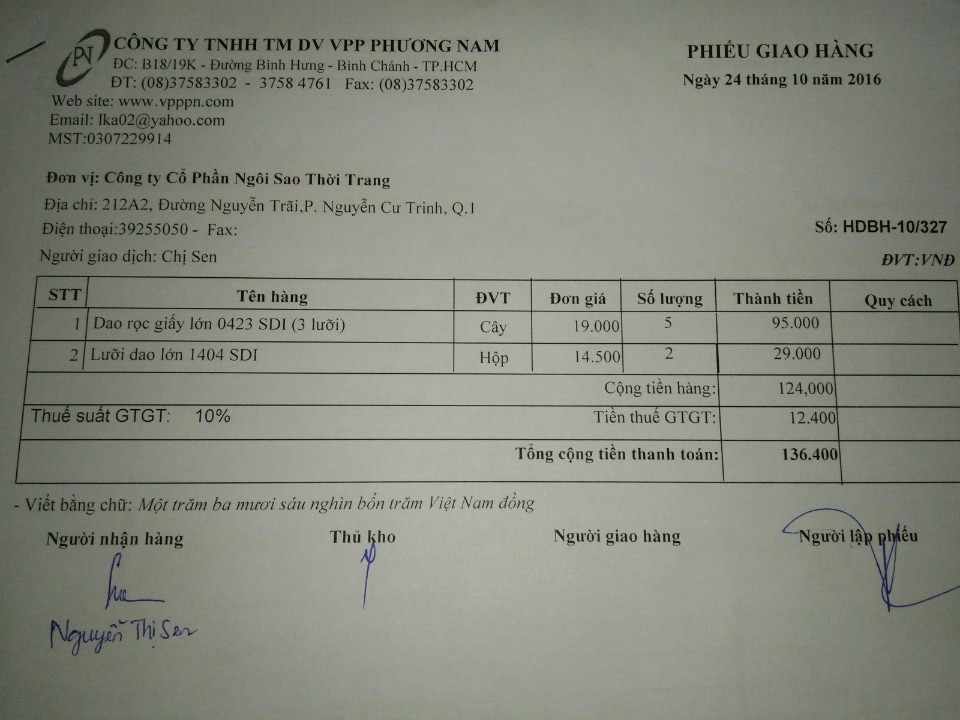 PN
CÔNG TY TNHH TM DV VPP PHƯƠNG NAM
ĐC: B18/19K - Đường Bình Hưng - Bình Chánh - TP.HCM
ĐT: (08)37583302 - 3758 4761 Fax: (08)37583302
Web site: www.vpppn.com
Email: lka02@yahoo.com
MST:0307229914
PHIẾU GIAO HÀNG
Ngày 24 tháng 10 năm 2016
Đơn vị: Công ty Cổ Phần Ngôi Sao Thời Trang
Địa chỉ: 212A2, Đường Nguyễn Trãi,P. Nguyễn Cư Trinh, Q.1
Điện thoại:39255050 - Fax:
Số: HDBH-10/327
Người giao dịch: Chị Sen
ĐVT:VNĐ
STT Tên hàng ĐVT Đơn giá Số lượng Thành tiền Quy cách
1 Dao rọc giấy lớn 0423 SDI (3 lưỡi) Cây 19.000 5 95.000
2 Lưỡi dao lớn 1404 SDI Hộp 14.500 2 29.000
Cộng tiền hàng: 124,000
Thuế suất GTGT: 10% Tiền thuế GTGT: 12.400
Tổng cộng tiền thanh toán: 136.400
- Viết bằng chữ: Một trăm ba mươi sáu nghìn bốn trăm Việt Nam đồng
Người nhận hàng Thủ kho Người giao hàng Người lập phiếu
Nguyễn Thị Sen